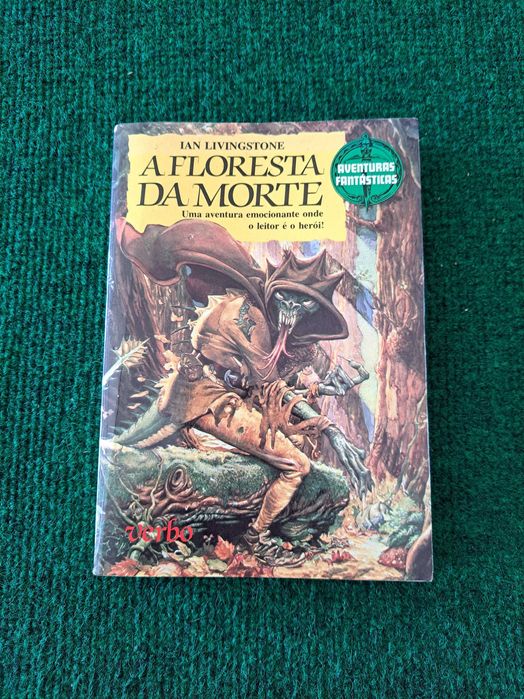 IAN LIVINGSTONE
A FLORESTA
DA MORTE
Uma aventura emocionante onde
o leitor é o herói!
AVENTURAS
FANTÁSTICAS
verbo